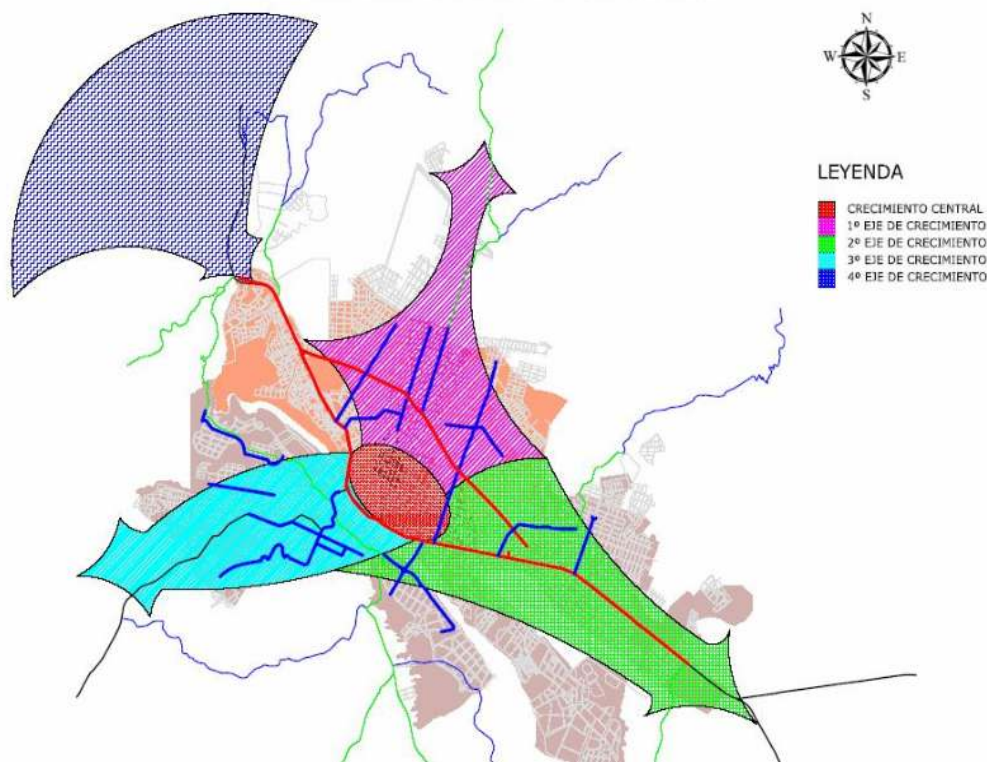 N
W E
S
LEYENDA
CRECIMIENTO CENTRAL
1º EJE DE CRECIMIENTO
2º EJE DE CRECIMIENTO
3º EJE DE CRECIMIENTO
4º EJE DE CRECIMIENTO